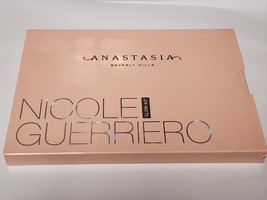 ANASTASIA
BEVERLY HILLS
NICOLE
GLOW KIT
GUERRIERO